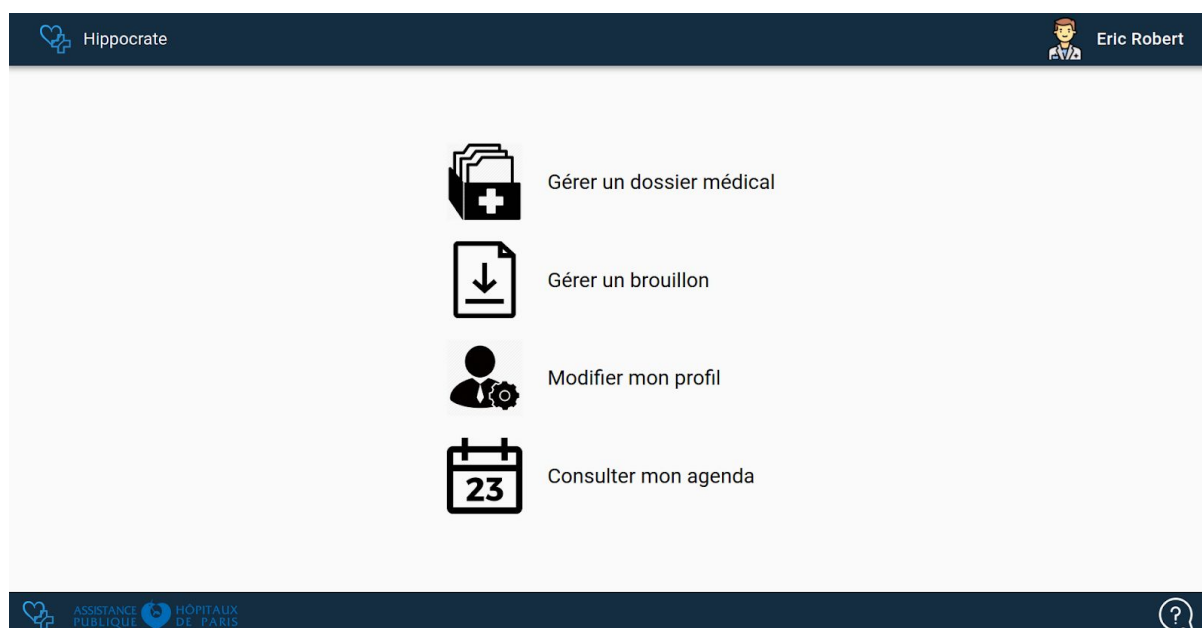 Hippocrate
Eric Robert
Gérer un dossier médical
Gérer un brouillon
Modifier mon profil
23
Consulter mon agenda
ASSISTANCE HÔPITAUX
PUBLIQUE DE PARIS
?